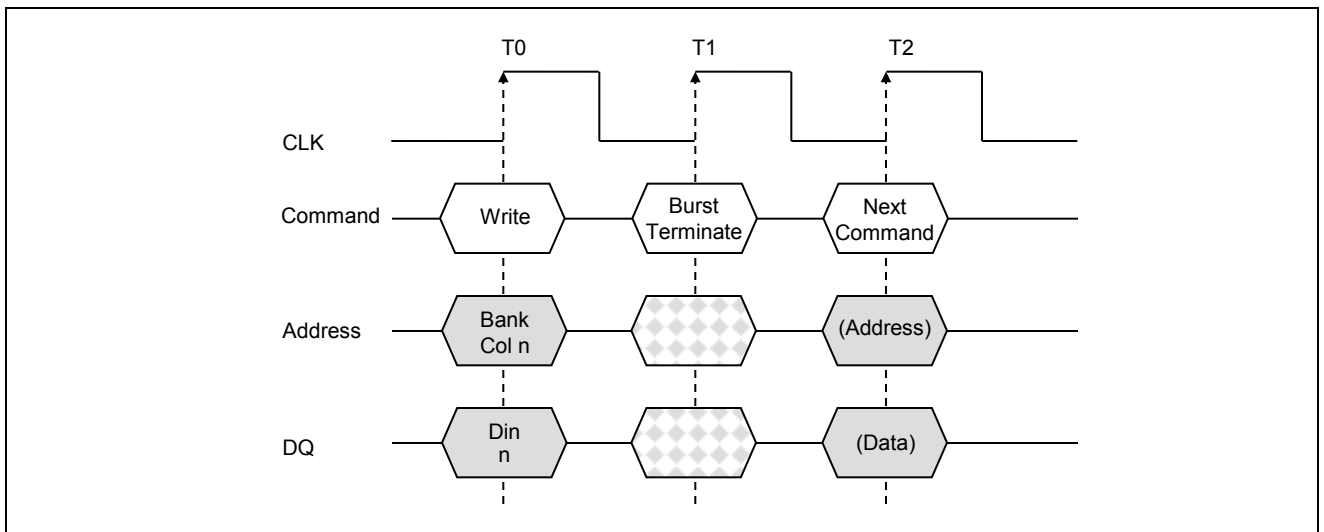 T0 T1 T2
CLK
Command Write Burst Terminate Next Command
Address Bank Col n (Address)
DQ Din n (Data)